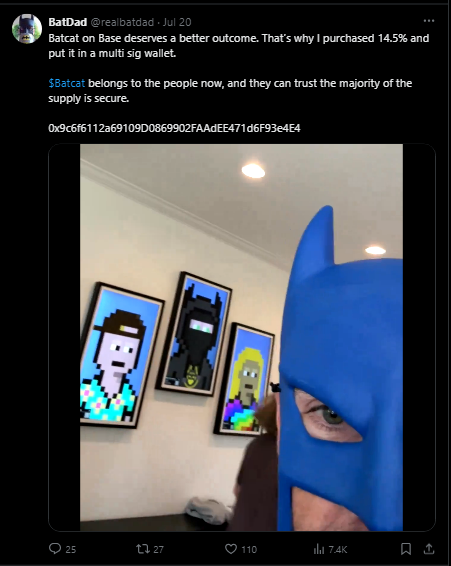 BatDad @realbatdad · Jul 20
Batcat on Base deserves a better outcome. That's why I purchased 14.5% and
put it in a multi sig wallet.
$Batcat belongs to the people now, and they can trust the majority of the
supply is secure.
0x9c6f6112a69109D0869902FAAdEE471d6F93e4E4
25 27 110 7.4K